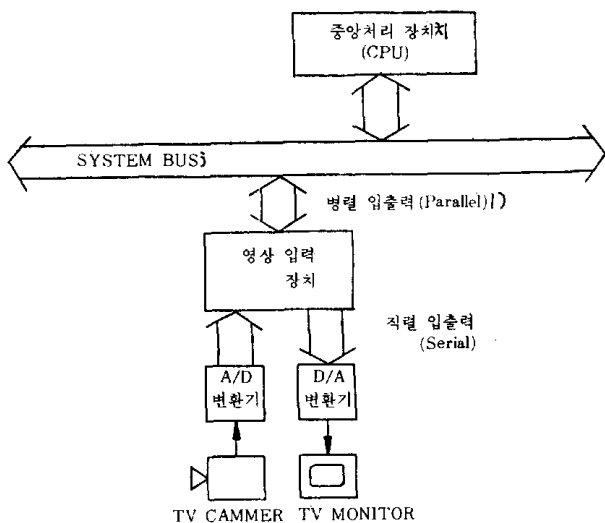 중앙처리 장치
(CPU)
SYSTEM BUS
병렬 입출력 (Parallel)
영상 입력
장치
직렬 입출력
(Serial)
A/D
변환기
D/A
변환기
TV CAMMER
TV MONITOR